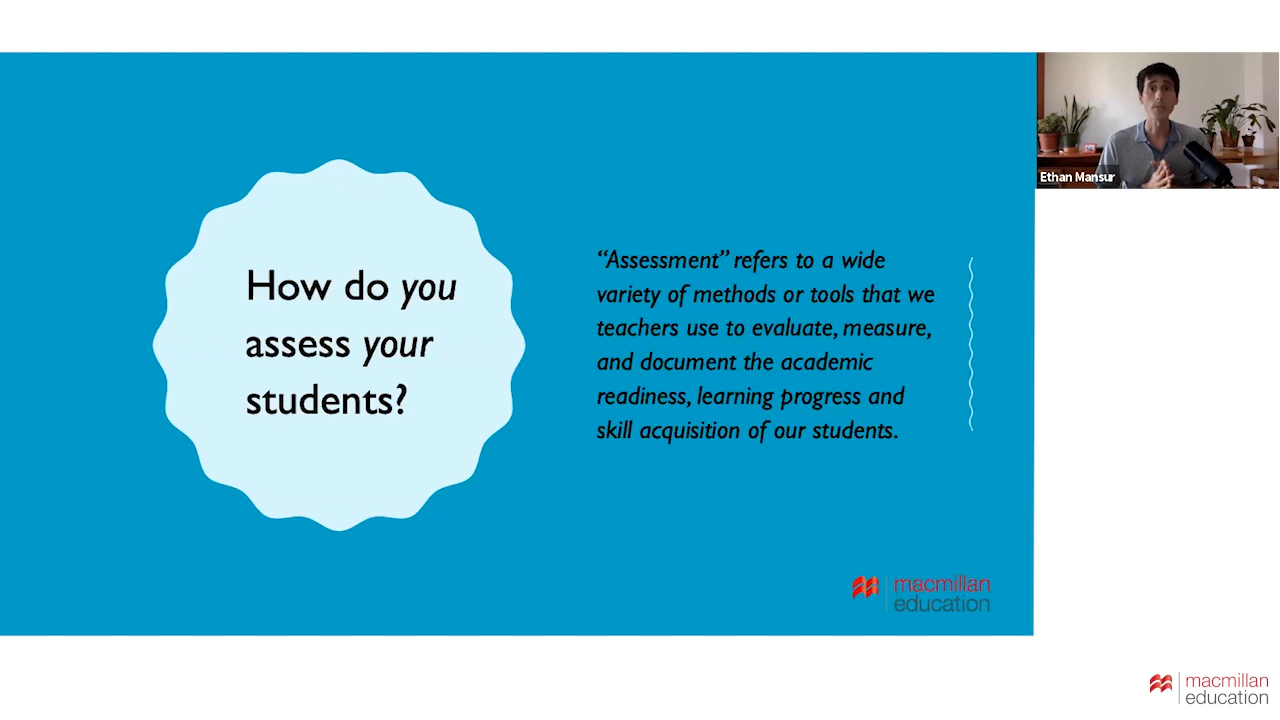 How do you
assess your
students?
“Assessment” refers to a wide
variety of methods or tools that we
teachers use to evaluate, measure,
and document the academic
readiness, learning progress and
skill acquisition of our students.
macmillan
education
Ethan Mansur
macmillan
education